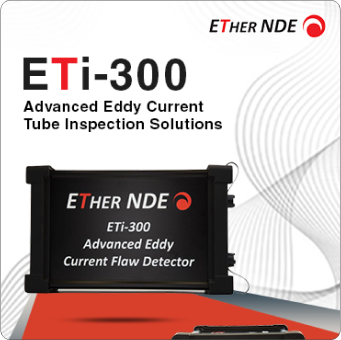 ETHER NDE
ETi-300
Advanced Eddy Current
Tube Inspection Solutions
ETHER NDE
ETi-300
Advanced Eddy
Current Flaw Detector